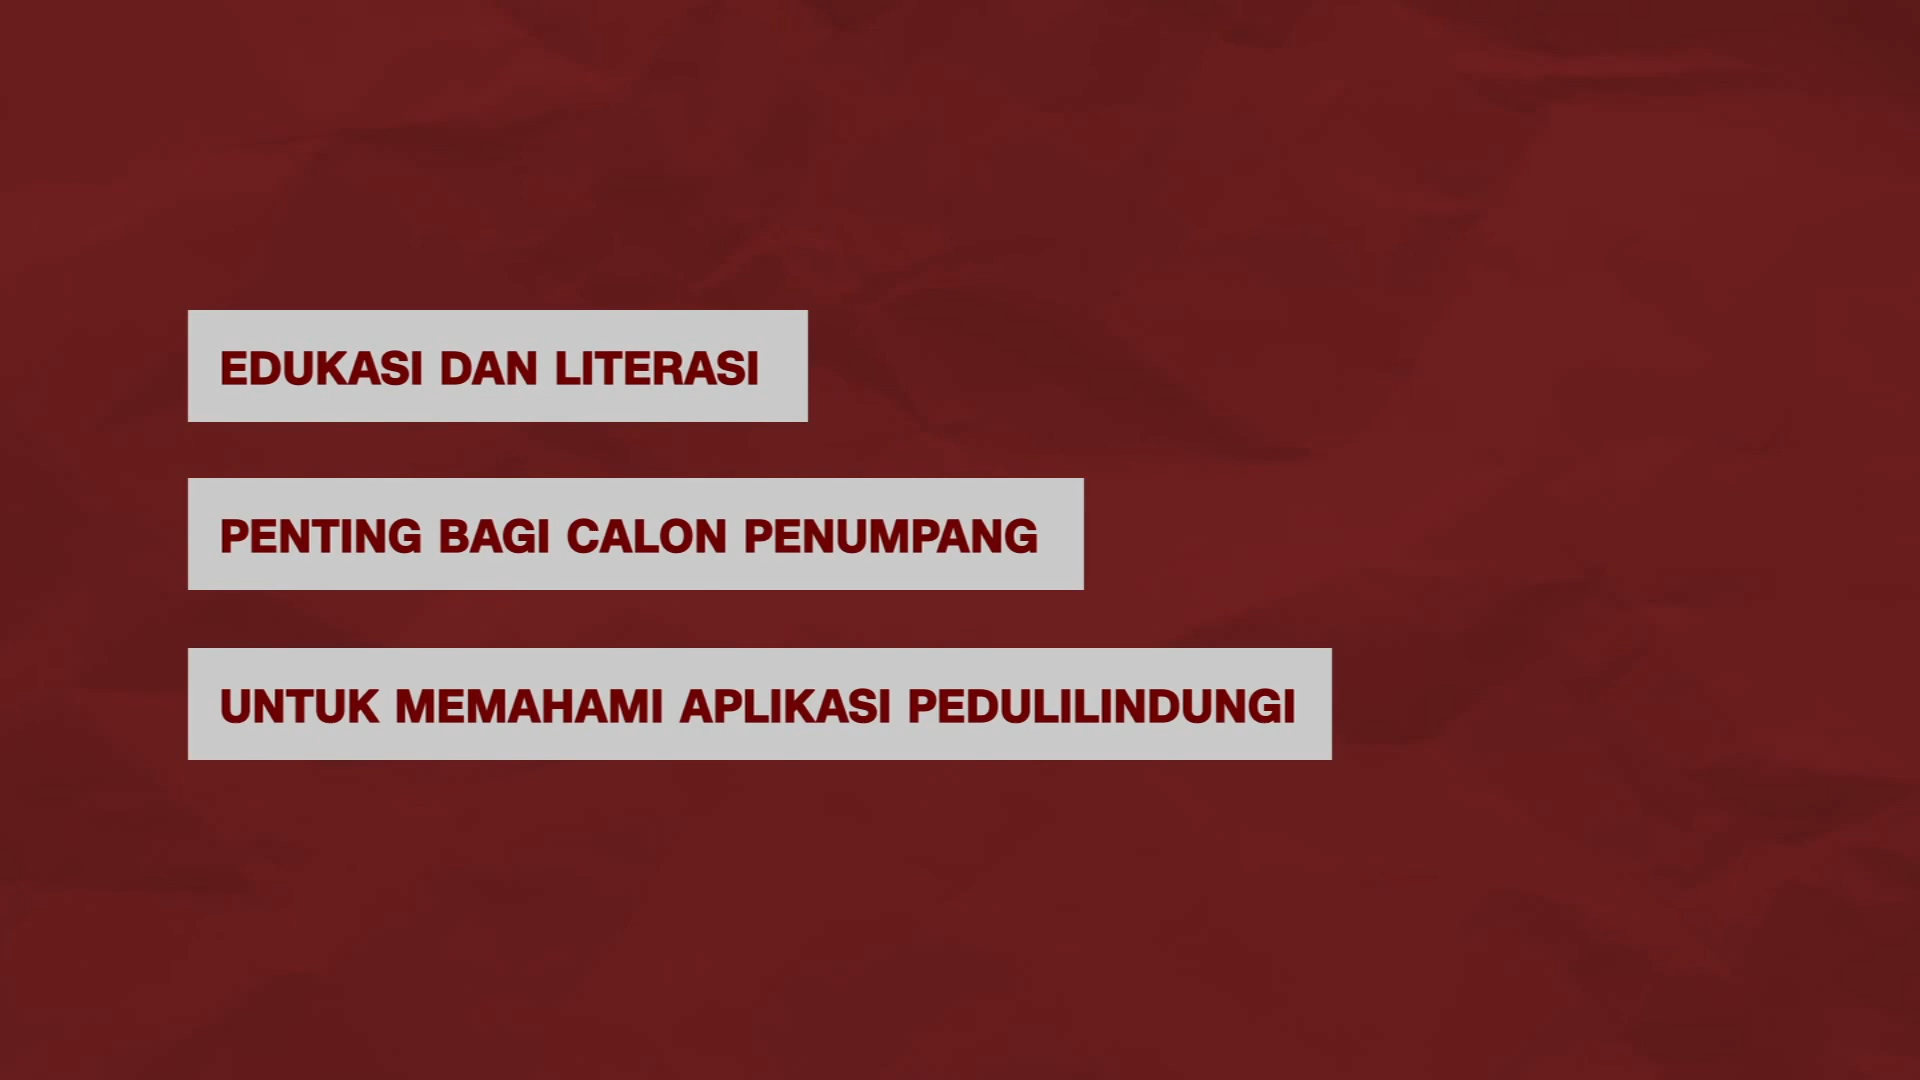 EDUKASI DAN LITERASI
PENTING BAGI CALON PENUMPANG
UNTUK MEMAHAMI APLIKASI PEDULILINDUNGI